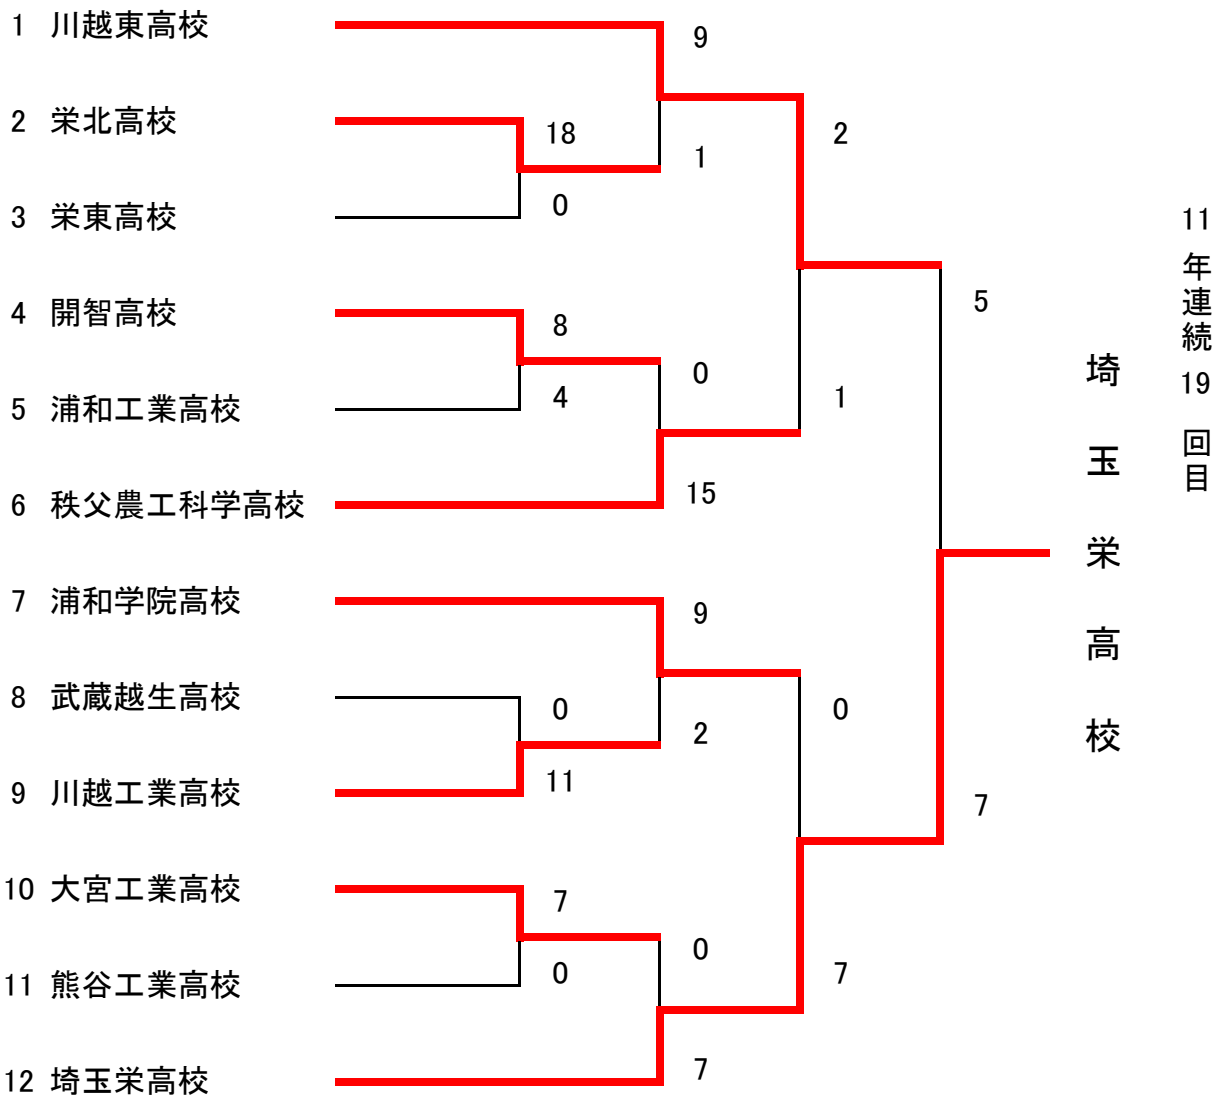 1 川越東高校
9
2 栄北高校
18
1
2
3 栄東高校
0
4 開智高校
8
0
5
5 浦和工業高校
4
1
6 秩父農工科学高校
15
7 浦和学院高校
9
8 武蔵越生高校
0
2
0
9 川越工業高校
11
7
10 大宮工業高校
7
0
11 熊谷工業高校
0
7
12 埼玉栄高校
7
埼玉栄高校
11年連続19回目